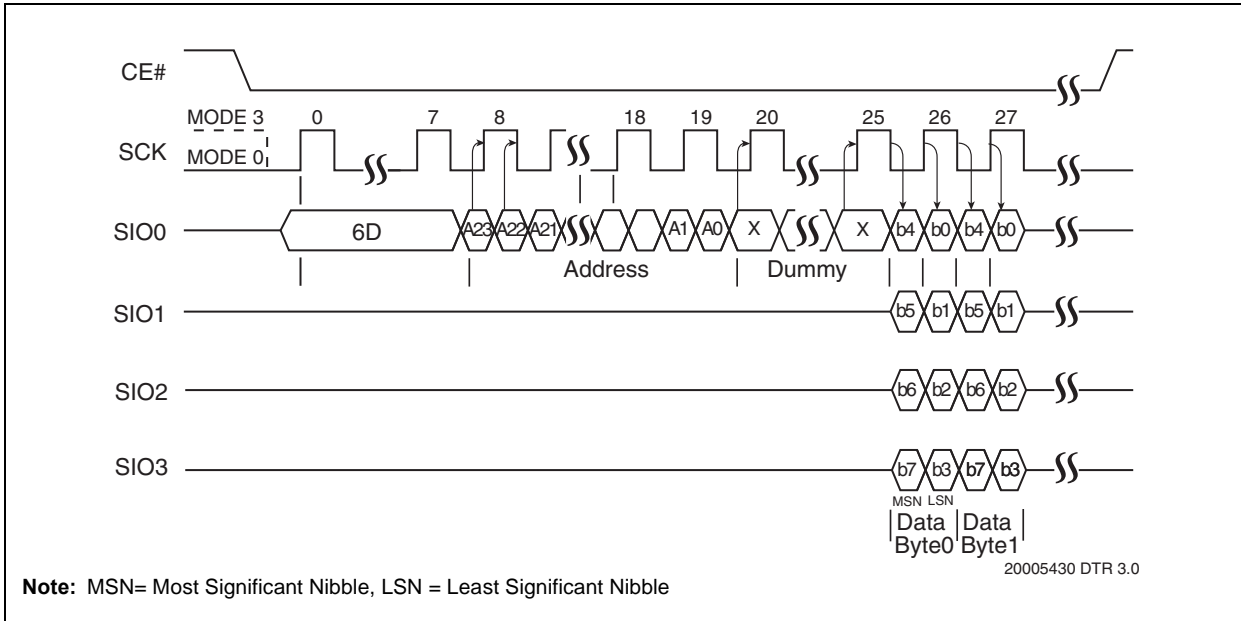 CE#
MODE 3
MODE 0
SCK
0 7 8 18 19 20 25 26 27
SIO0
6D A23 A22 A21 A1 A0 X X b4 b0 b4 b0
Address Dummy
SIO1
b5 b1 b5 b1
SIO2
b6 b2 b6 b2
SIO3
b7 b3 b7 b3
MSN LSN
Data Data
Byte0 Byte1
20005430 DTR 3.0
Note: MSN= Most Significant Nibble, LSN = Least Significant Nibble